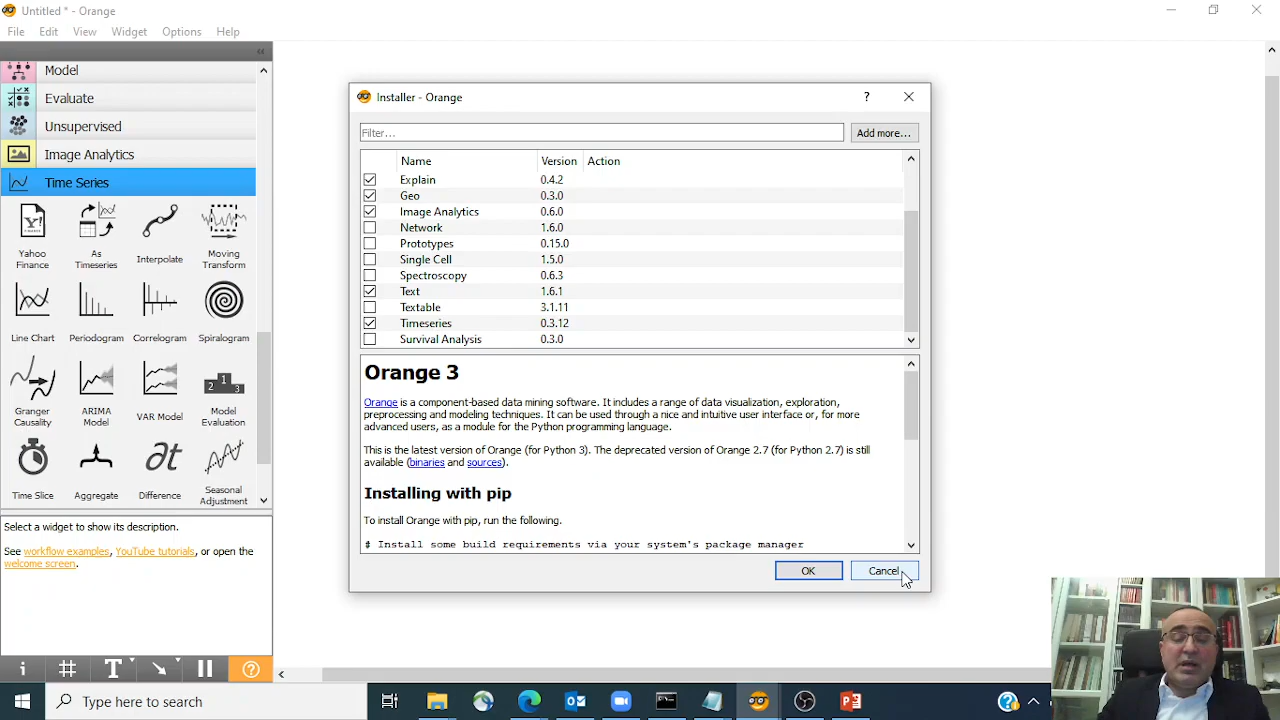 Untitled * - Orange
File Edit View Widget Options Help
Model
Evaluate
Unsupervised
Image Analytics
Time Series
Yahoo Finance
As Timeseries
Interpolate
Moving Transform
Line Chart
Periodogram
Correlogram
Spiralogram
Granger Causality
ARIMA Model
VAR Model
Model Evaluation
Time Slice
Aggregate
Difference
Seasonal Adjustment
Select a widget to show its description.
See workflow examples, YouTube tutorials, or open the
welcome screen.
Installer - Orange
Filter...
Add more...
Name Version Action
Explain 0.4.2
Geo 0.3.0
Image Analytics 0.6.0
Network 1.6.0
Prototypes 0.15.0
Single Cell 1.5.0
Spectroscopy 0.6.3
Text 1.6.1
Textable 3.1.11
Timeseries 0.3.12
Survival Analysis 0.3.0
Orange 3
Orange is a component-based data mining software. It includes a range of data visualization, exploration,
preprocessing and modeling techniques. It can be used through a nice and intuitive user interface or, for more
advanced users, as a module for the Python programming language.
This is the latest version of Orange (for Python 3). The deprecated version of Orange 2.7 (for Python 2.7) is still
available (binaries and sources).
Installing with pip
To install Orange with pip, run the following.
# Install some build requirements via your system's package manager
OK
Cancel
Type here to search